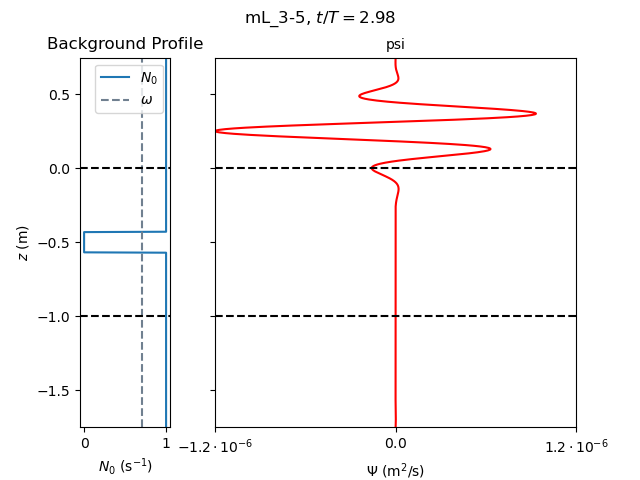 mL_3-5, t/T = 2.98
Background Profile
psi
N₀
ω
0.5
0.0
−0.5
−1.0
−1.5
z (m)
0 1
−1.2 · 10⁻⁶ 0.0 1.2 · 10⁻⁶
N₀ (s⁻¹)
Ψ (m²/s)